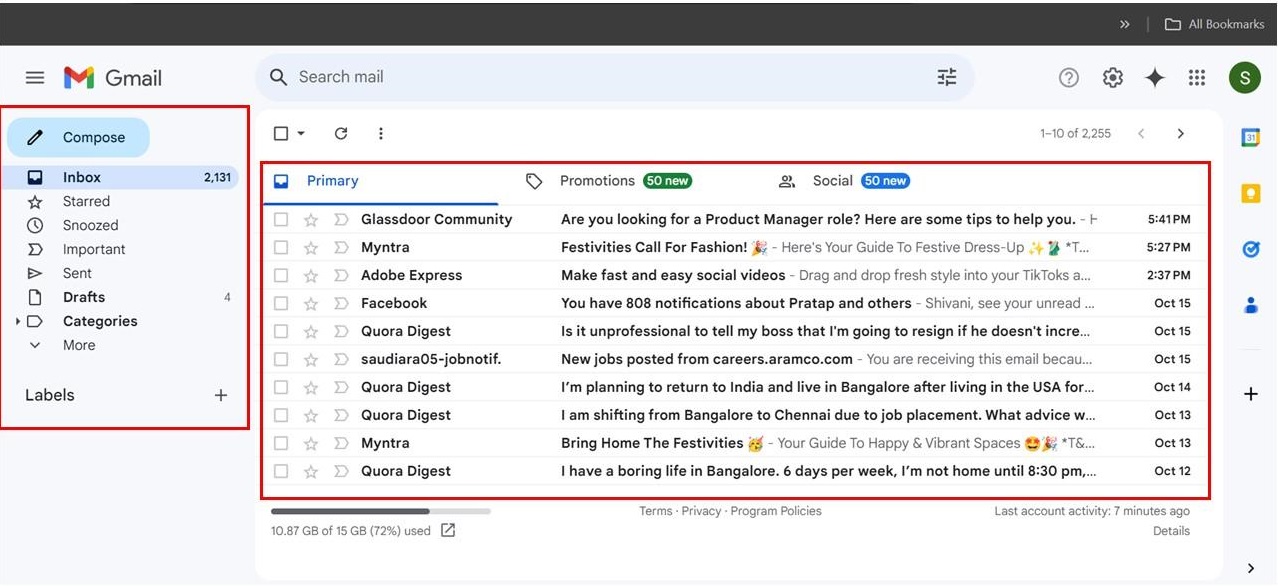 » All Bookmarks
Gmail Search mail S
Compose
Inbox 2,131
Starred
Snoozed
Important
Sent
Drafts 4
Categories
More
Labels +
1–10 of 2,255
Primary Promotions 50 new Social 50 new
Glassdoor Community Are you looking for a Product Manager role? Here are some tips to help you. - H 5:41 PM
Myntra Festivities Call For Fashion! 🎉 - Here's Your Guide To Festive Dress-Up ✨💃 *T... 5:27 PM
Adobe Express Make fast and easy social videos - Drag and drop fresh style into your TikToks a... 2:37 PM
Facebook You have 808 notifications about Pratap and others - Shivani, see your unread ... Oct 15
Quora Digest Is it unprofessional to tell my boss that I'm going to resign if he doesn't incre... Oct 15
saudiara05-jobnotif. New jobs posted from careers.aramco.com - You are receiving this email becau... Oct 15
Quora Digest I’m planning to return to India and live in Bangalore after living in the USA for... Oct 14
Quora Digest I am shifting from Bangalore to Chennai due to job placement. What advice w... Oct 13
Myntra Bring Home The Festivities 🥳 - Your Guide To Happy & Vibrant Spaces 🤩🎉 *T&... Oct 13
Quora Digest I have a boring life in Bangalore. 6 days per week, I’m not home until 8:30 pm,... Oct 12
10.87 GB of 15 GB (72%) used
Terms · Privacy · Program Policies
Last account activity: 7 minutes ago
Details
31